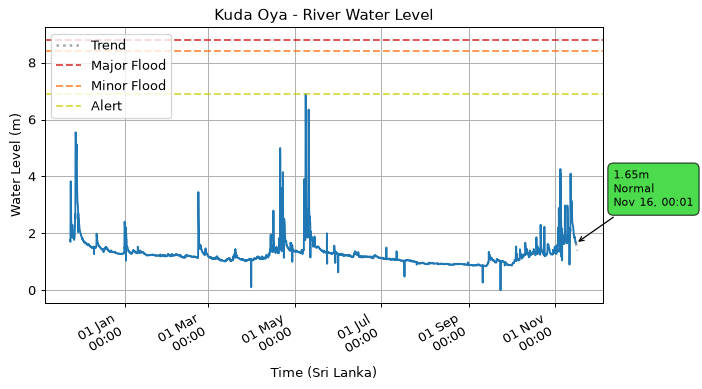 Kuda Oya - River Water Level
Trend
Major Flood
Minor Flood
Alert
8
6
4
2
0
Water Level (m)
1.65m
Normal
Nov 16, 00:01
01 Jan
00:00
01 Mar
00:00
01 May
00:00
01 Jul
00:00
01 Sep
00:00
01 Nov
00:00
Time (Sri Lanka)